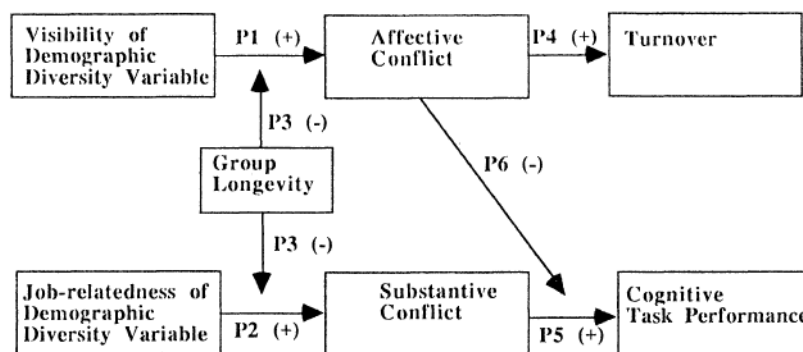 Visibility of
Demographic
Diversity Variable
P1 (+)
Affective
Conflict
P4 (+)
Turnover
P3 (-)
Group
Longevity
P6 (-)
P3 (-)
Job-relatedness of
Demographic
Diversity Variable
P2 (+)
Substantive
Conflict
P5 (+)
Cognitive
Task Performance